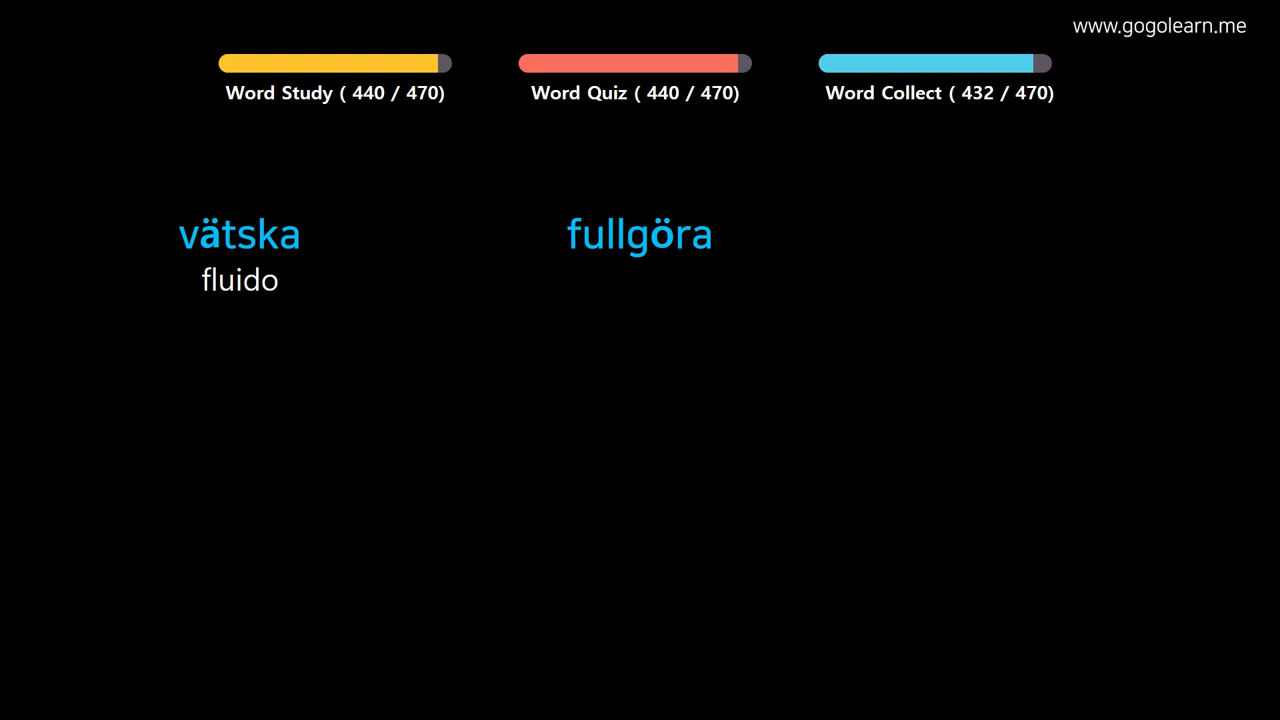 www.gogolearn.me
Word Study ( 440 / 470)
Word Quiz ( 440 / 470)
Word Collect ( 432 / 470)
vätska
fluido
fullgöra